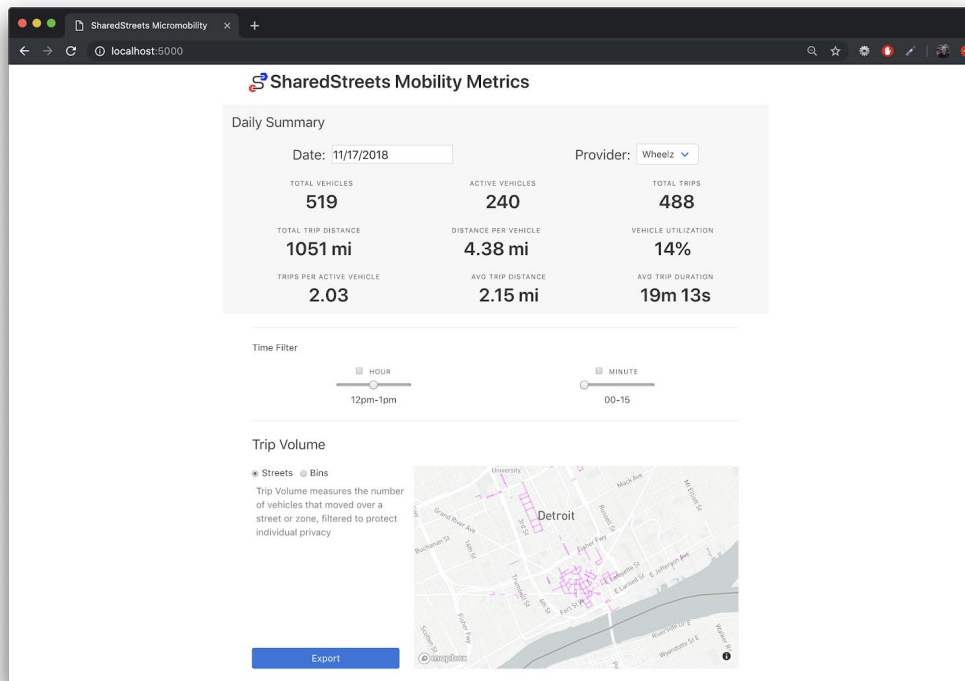 SharedStreets Micromobility
localhost:5000
SharedStreets Mobility Metrics
Daily Summary
Date: 11/17/2018 Provider: Wheelz
TOTAL VEHICLES ACTIVE VEHICLES TOTAL TRIPS
519 240 488
TOTAL TRIP DISTANCE DISTANCE PER VEHICLE VEHICLE UTILIZATION
1051 mi 4.38 mi 14%
TRIPS PER ACTIVE VEHICLE AVG TRIP DISTANCE AVG TRIP DURATION
2.03 2.15 mi 19m 13s
Time Filter
HOUR MINUTE
12pm-1pm 00-15
Trip Volume
Streets Bins
Trip Volume measures the number
of vehicles that moved over a
street or zone, filtered to protect
individual privacy
Export
University
Mack Ave
Mt Elliott St
Grand River Ave
3rd St
Detroit
Russell St
Buchanan St
14th St
Fisher Fwy
Trumbull St
6th St
Fort St W
E Lafayette St
E Larned St
E Jefferson Ave
Scotten St
Fisher Fwy
Riverside Dr E
Wyandotte St E
Walker R
mapbox